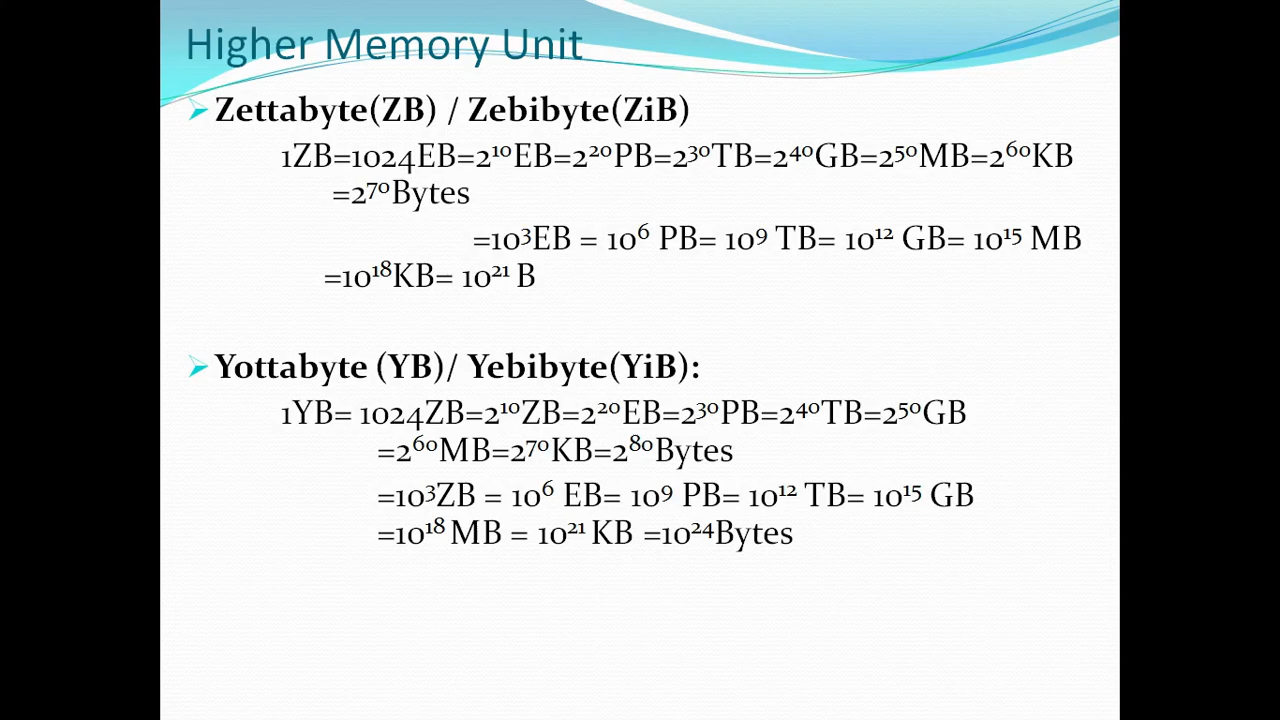 Higher Memory Unit
Zettabyte(ZB) / Zebibyte(ZiB)
1ZB=1024EB=2¹⁰EB=2²⁰PB=2³⁰TB=2⁴⁰GB=2⁵⁰MB=2⁶⁰KB
=2⁷⁰Bytes
=10³EB = 10⁶ PB= 10⁹ TB= 10¹² GB= 10¹⁵ MB
=10¹⁸KB= 10²¹ B
Yottabyte (YB)/ Yebibyte(YiB):
1YB= 1024ZB=2¹⁰ZB=2²⁰EB=2³⁰PB=2⁴⁰TB=2⁵⁰GB
=2⁶⁰MB=2⁷⁰KB=2⁸⁰Bytes
=10³ZB = 10⁶ EB= 10⁹ PB= 10¹² TB= 10¹⁵ GB
=10¹⁸ MB = 10²¹ KB =10²⁴Bytes